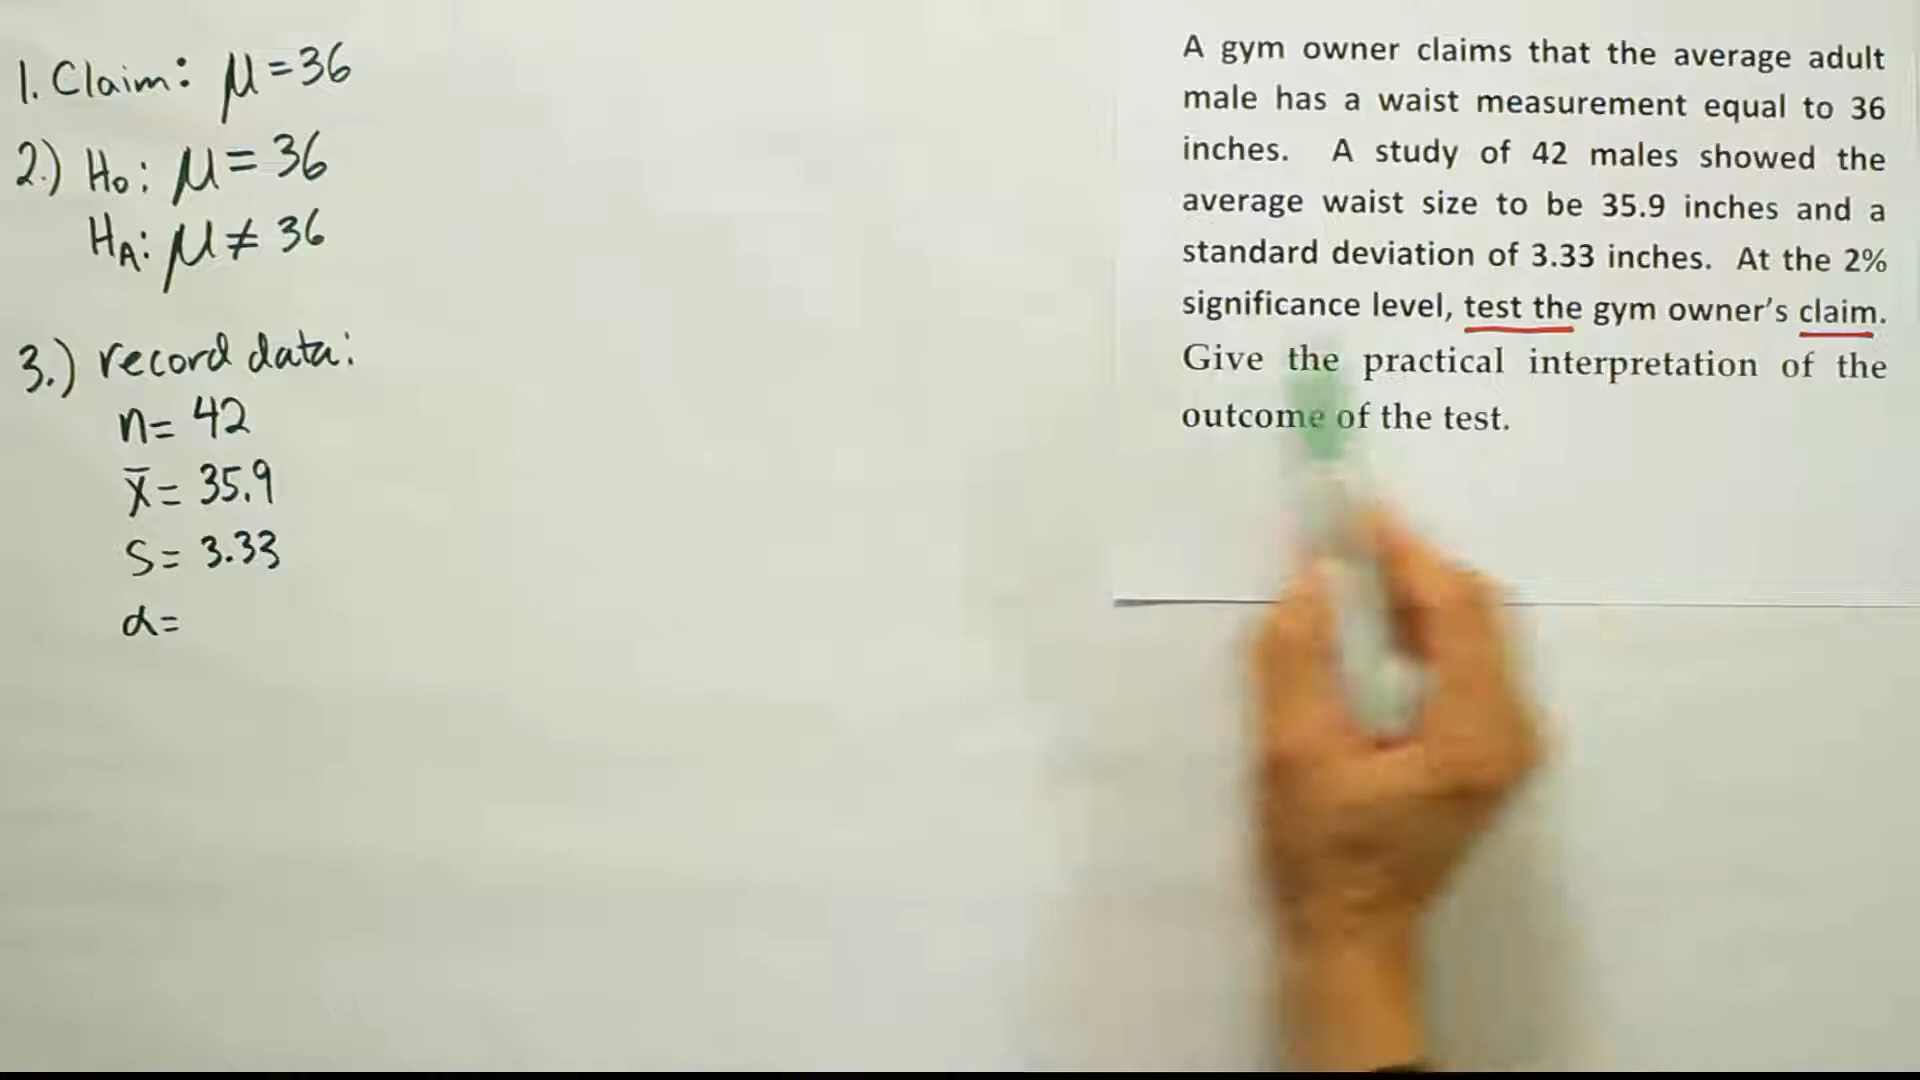 1. Claim: μ = 36
2.) H₀: μ = 36
H_A: μ ≠ 36
3.) record data:
n = 42
x̄ = 35.9
S = 3.33
α =
A gym owner claims that the average adult
male has a waist measurement equal to 36
inches. A study of 42 males showed the
average waist size to be 35.9 inches and a
standard deviation of 3.33 inches. At the 2%
significance level, test the gym owner's claim.
Give the practical interpretation of the
outcome of the test.